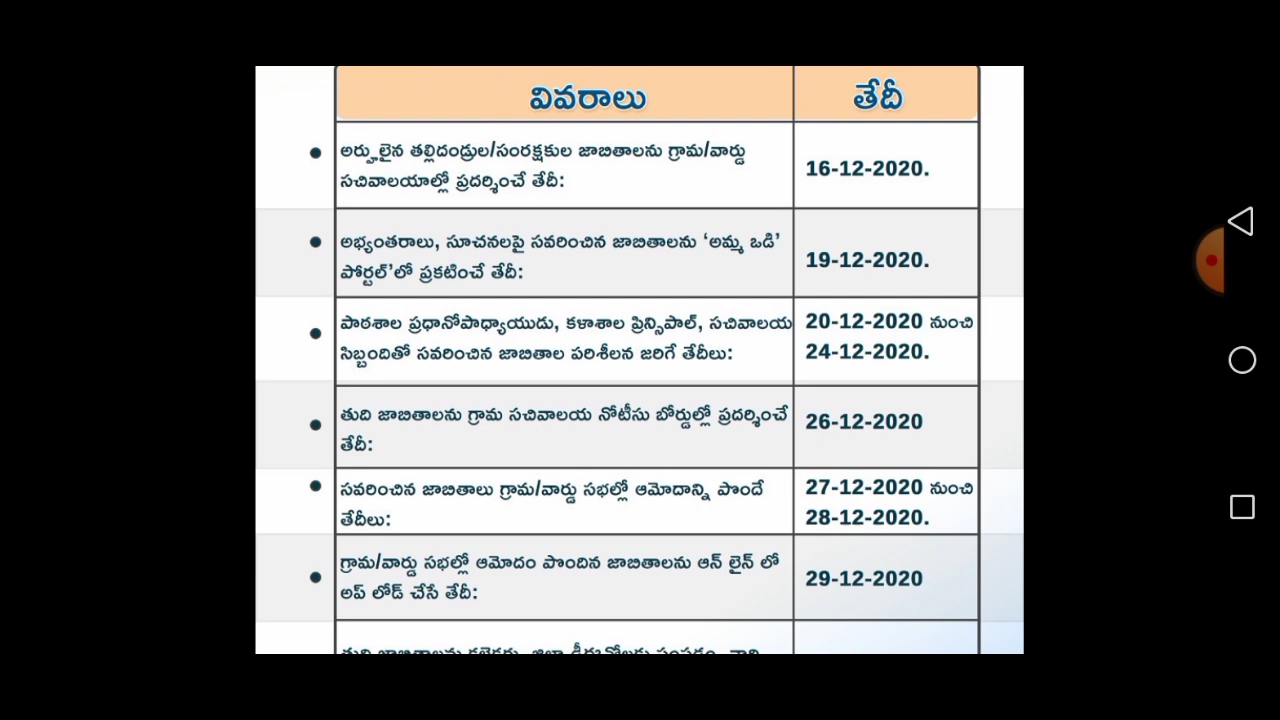 వివరాలు తేదీ
అర్హులైన తల్లిదండ్రుల/సంరక్షకుల జాబితాలను గ్రామ/వార్డు
సచివాలయాల్లో ప్రదర్శించే తేదీ:
16-12-2020.
అభ్యంతరాలు, సూచనలపై సవరించిన జాబితాలను ‘అమ్మ ఒడి’
పోర్టల్'లో ప్రకటించే తేదీ:
19-12-2020.
పాఠశాల ప్రధానోపాధ్యాయుడు, కళాశాల ప్రిన్సిపాల్, సచివాలయ
సిబ్బందితో సవరించిన జాబితాల పరిశీలన జరిగే తేదీలు:
20-12-2020 నుంచి
24-12-2020.
తుది జాబితాలను గ్రామ సచివాలయ నోటీసు బోర్డుల్లో ప్రదర్శించే
తేదీ:
26-12-2020
సవరించిన జాబితాలు గ్రామ/వార్డు సభల్లో ఆమోదాన్ని పొందే
తేదీలు:
27-12-2020 నుంచి
28-12-2020.
గ్రామ/వార్డు సభల్లో ఆమోదం పొందిన జాబితాలను ఆన్ లైన్ లో
అప్ లోడ్ చేసే తేదీ:
29-12-2020